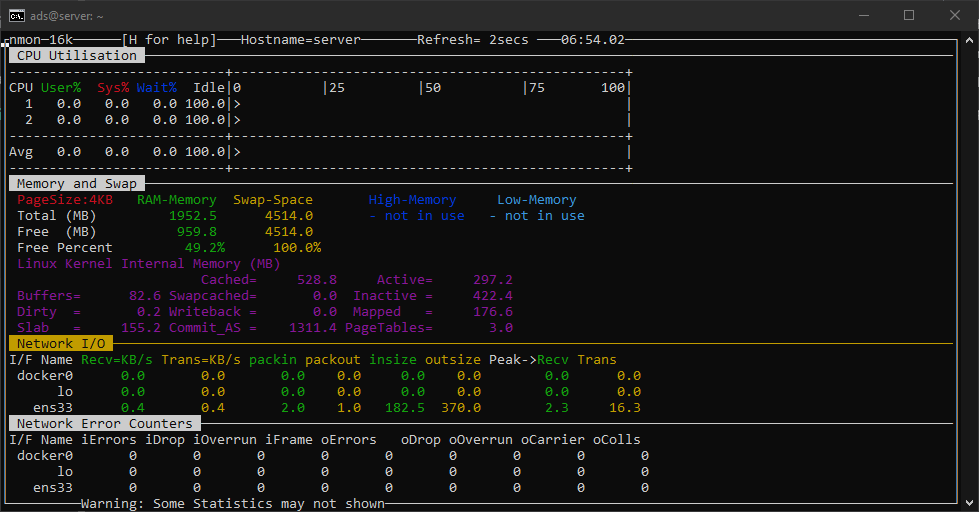 ads@server: ~
nmon─16k──────[H for help]───Hostname=server───────Refresh= 2secs ───06:54.02─
CPU Utilisation
---------------------------+-------------------------------------------------+
CPU User%  Sys% Wait%  Idle|0          |25         |50          |75       100|
  1   0.0   0.0   0.0 100.0|>                                                |
  2   0.0   0.0   0.0 100.0|>                                                |
---------------------------+-------------------------------------------------+
Avg   0.0   0.0   0.0 100.0|>                                                |
---------------------------+-------------------------------------------------+
Memory and Swap
PageSize:4KB   RAM-Memory  Swap-Space       High-Memory     Low-Memory
Total (MB)          1952.5      4514.0      - not in use   - not in use
Free  (MB)           959.8      4514.0
Free Percent          49.2%      100.0%
Linux Kernel Internal Memory (MB)
                       Cached=     528.8     Active=     297.2
Buffers=      82.6 Swapcached=       0.0  Inactive =     422.4
Dirty  =       0.2 Writeback =       0.0  Mapped   =     176.6
Slab   =     155.2 Commit_AS =    1311.4 PageTables=       3.0
Network I/O
I/F Name Recv=KB/s Trans=KB/s packin packout insize outsize Peak->Recv Trans
 docker0      0.0       0.0       0.0    0.0     0.0    0.0        0.0      0.0
      lo      0.0       0.0       0.0    0.0     0.0    0.0        0.0      0.0
   ens33      0.4       0.4       2.0    1.0   182.5  370.0        2.3     16.3
Network Error Counters
I/F Name iErrors iDrop iOverrun iFrame oErrors   oDrop oOverrun oCarrier oColls
 docker0       0       0       0       0       0       0       0       0       0
      lo       0       0       0       0       0       0       0       0       0
   ens33       0       0       0       0       0       0       0       0       0
Warning: Some Statistics may not shown